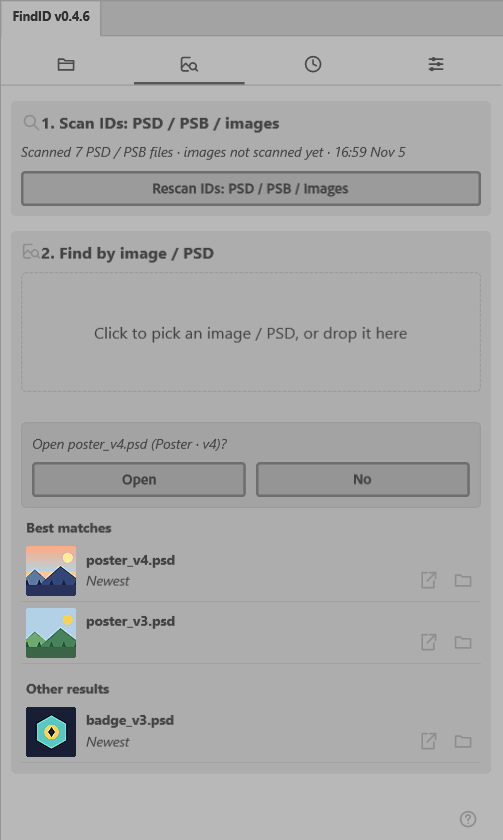 FindID v0.4.6
1. Scan IDs: PSD / PSB / images
Scanned 7 PSD / PSB files · images not scanned yet · 16:59 Nov 5
Rescan IDs: PSD / PSB / images
2. Find by image / PSD
Click to pick an image / PSD, or drop it here
Open poster_v4.psd (Poster · v4)?
Open
No
Best matches
poster_v4.psd
Newest
poster_v3.psd
Other results
badge_v3.psd
Newest